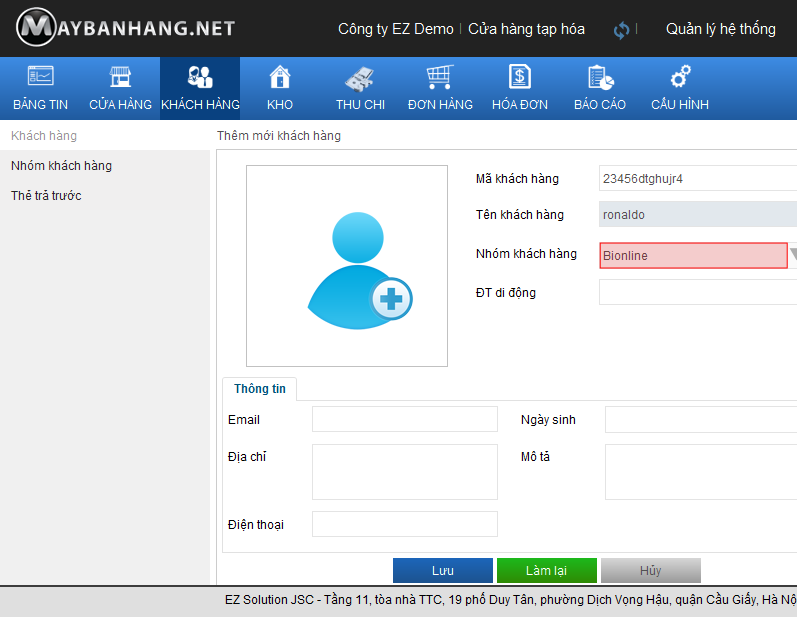 MAYBANHANG.NET
Công ty EZ Demo | Cửa hàng tạp hóa | Quản lý hệ thống
BẢNG TIN CỬA HÀNG KHÁCH HÀNG KHO THU CHI ĐƠN HÀNG HÓA ĐƠN BÁO CÁO CẤU HÌNH
Khách hàng
Nhóm khách hàng
Thẻ trả trước
Thêm mới khách hàng
Mã khách hàng 23456dtghujr4
Tên khách hàng ronaldo
Nhóm khách hàng Bionline
ĐT di động
Thông tin
Email Ngày sinh
Địa chỉ Mô tả
Điện thoại
Lưu Làm lại Hủy
EZ Solution JSC - Tầng 11, tòa nhà TTC, 19 phố Duy Tân, phường Dịch Vọng Hậu, quận Cầu Giấy, Hà Nộ